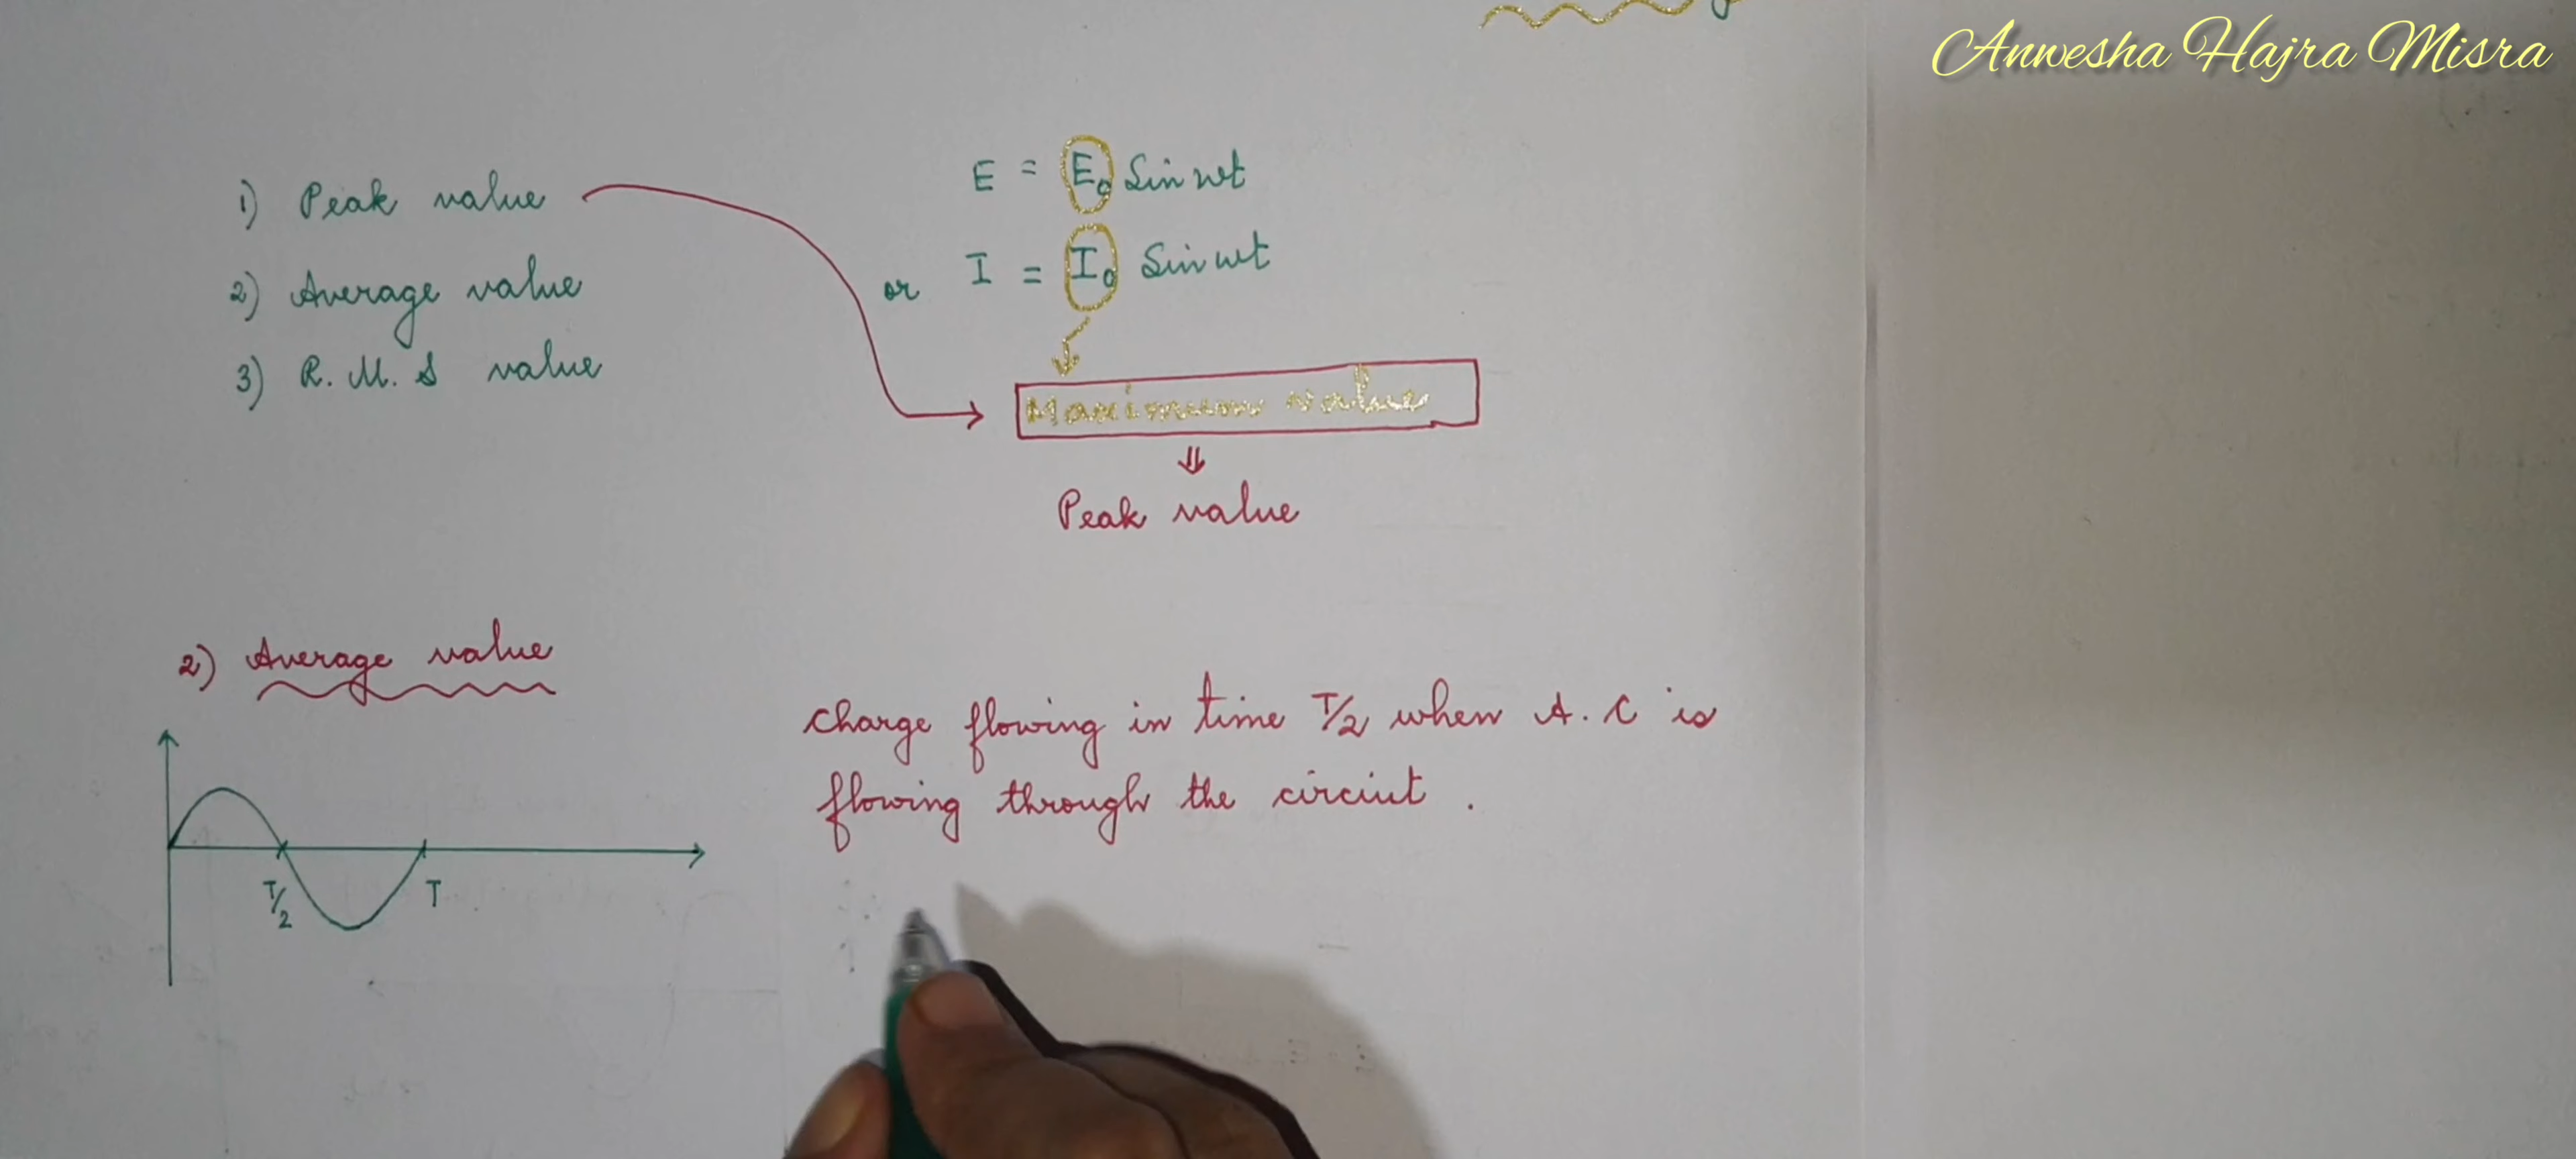 Anwesha Hajra Misra
1) Peak value
2) Average value
3) R.M.S value
E = E₀ Sin wt
or I = I₀ Sin wt
Maximum value
⇓
Peak value
2) Average value
T/2
T
Charge flowing in time T/2 when A.C is
flowing through the circuit.